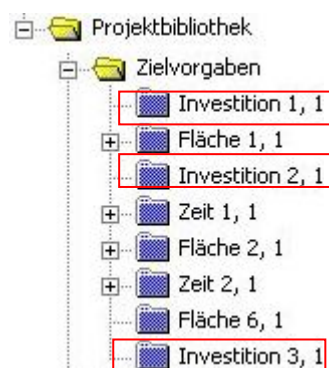 Projektbibliothek
Zielvorgaben
Investition 1, 1
Fläche 1, 1
Investition 2, 1
Zeit 1, 1
Fläche 2, 1
Zeit 2, 1
Fläche 6, 1
Investition 3, 1